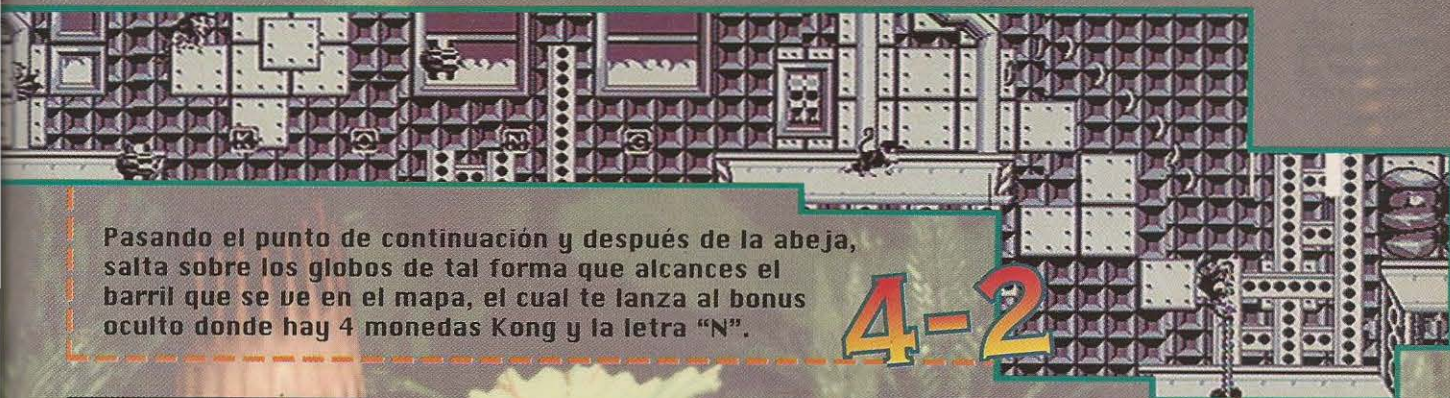 K O N G
Pasando el punto de continuación y después de la abeja,
salta sobre los globos de tal forma que alcances el
barril que se ve en el mapa, el cual te lanza al bonus
oculto donde hay 4 monedas Kong y la letra “N”.
4-2